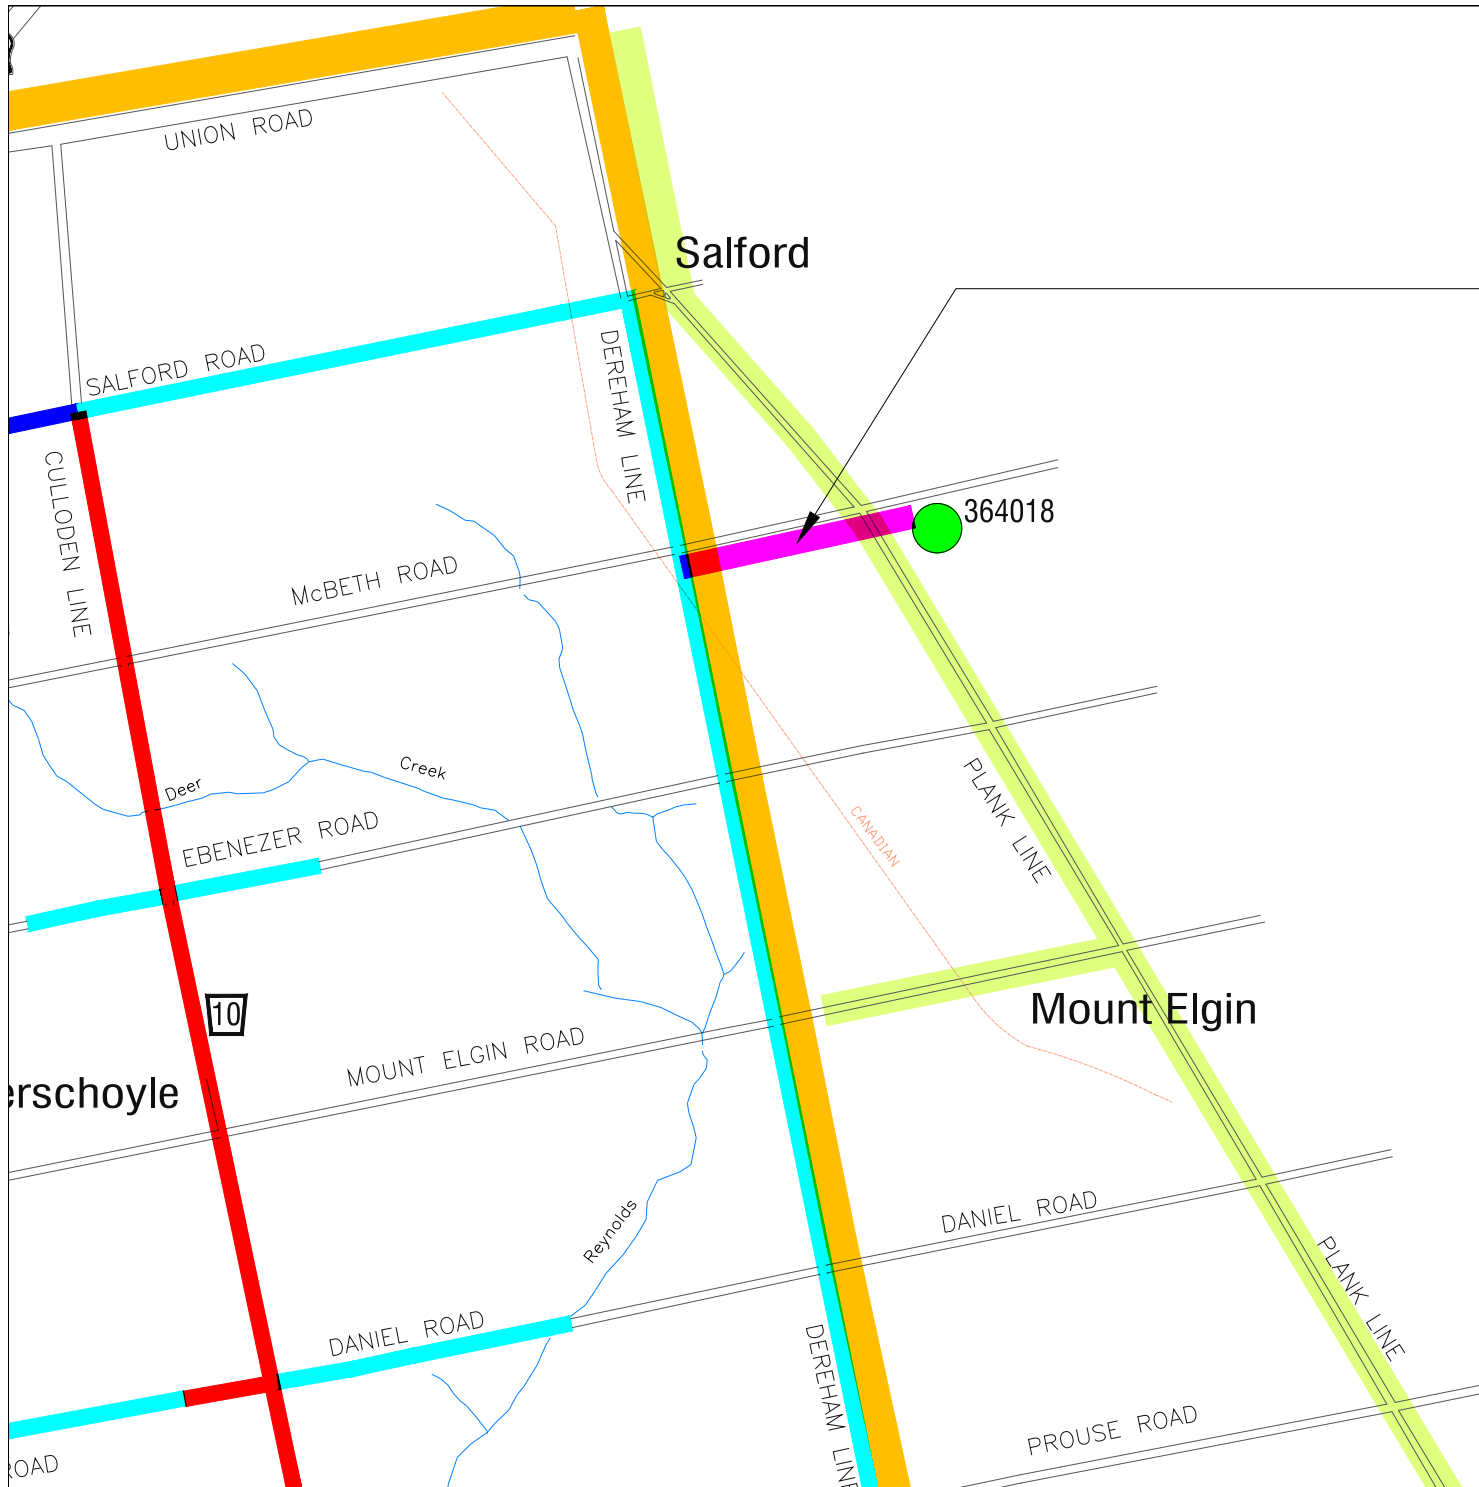 UNION ROAD
Salford
SALFORD ROAD
DEREHAM LINE
CULLODEN LINE
364018
McBETH ROAD
Creek
Deer
PLANK LINE
CANADIAN
EBENEZER ROAD
10
Mount Elgin
MOUNT ELGIN ROAD
erschoyle
DANIEL ROAD
Reynolds
PLANK LINE
DANIEL ROAD
DEREHAM LINE
PROUSE ROAD
ROAD